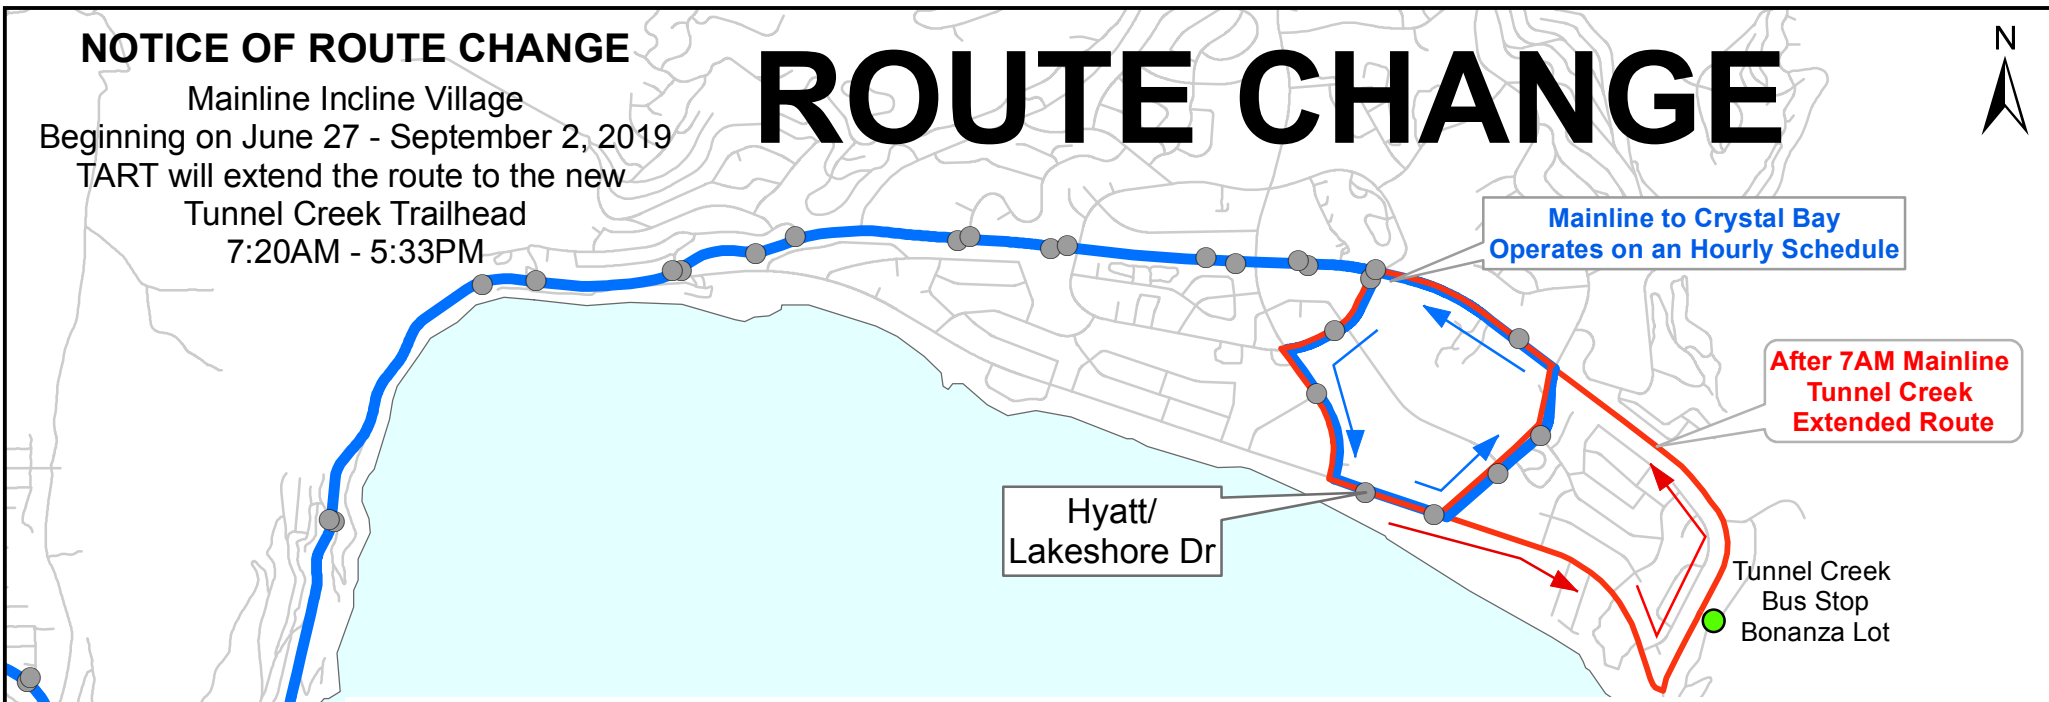 NOTICE OF ROUTE CHANGE
Mainline Incline Village
Beginning on June 27 - September 2, 2019
TART will extend the route to the new
Tunnel Creek Trailhead
7:20AM - 5:33PM
ROUTE CHANGE
N
Mainline to Crystal Bay
Operates on an Hourly Schedule
After 7AM Mainline
Tunnel Creek
Extended Route
Hyatt/
Lakeshore Dr
Tunnel Creek
Bus Stop
Bonanza Lot